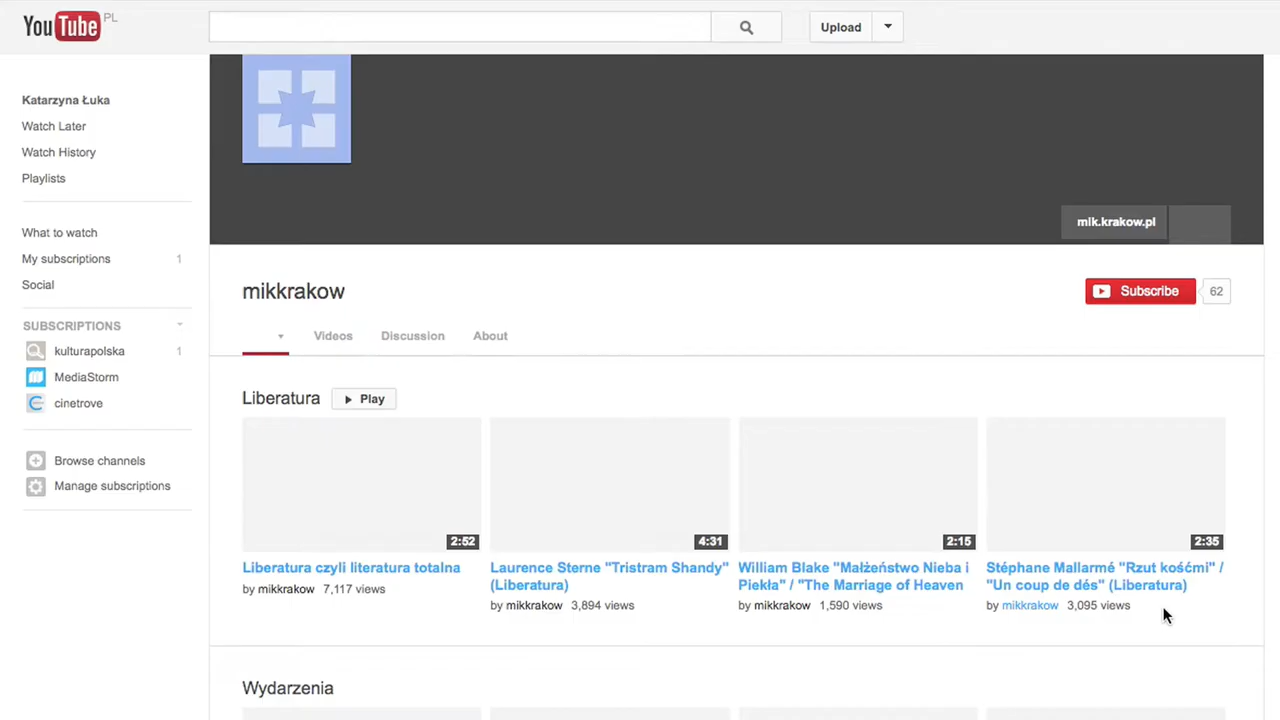 YouTube PL
Upload
Katarzyna Łuka
Watch Later
Watch History
Playlists
What to watch
My subscriptions 1
Social
SUBSCRIPTIONS
kulturapolska 1
MediaStorm
cinetrove
Browse channels
Manage subscriptions
mik.krakow.pl
mikkrakow
Subscribe 62
Videos Discussion About
Liberatura Play
2:52 4:31 2:15 2:35
Liberatura czyli literatura totalna
by mikkrakow 7,117 views
Laurence Sterne "Tristram Shandy"
(Liberatura)
by mikkrakow 3,894 views
William Blake "Małżeństwo Nieba i
Piekła" / "The Marriage of Heaven
by mikkrakow 1,590 views
Stéphane Mallarmé "Rzut kośćmi" /
"Un coup de dés" (Liberatura)
by mikkrakow 3,095 views
Wydarzenia